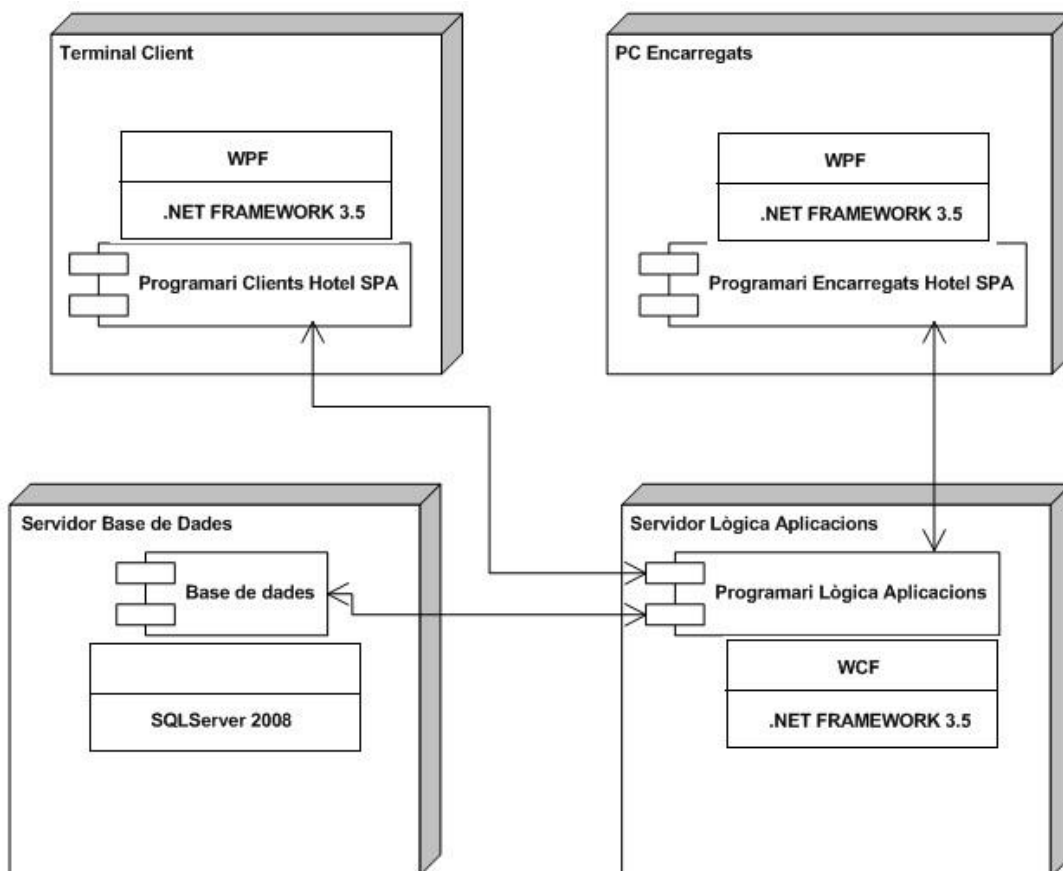 Terminal Client
WPF
.NET FRAMEWORK 3.5
Programari Clients Hotel SPA
PC Encarregats
WPF
.NET FRAMEWORK 3.5
Programari Encarregats Hotel SPA
Servidor Base de Dades
Base de dades
SQLServer 2008
Servidor Lògica Aplicacions
Programari Lògica Aplicacions
WCF
.NET FRAMEWORK 3.5